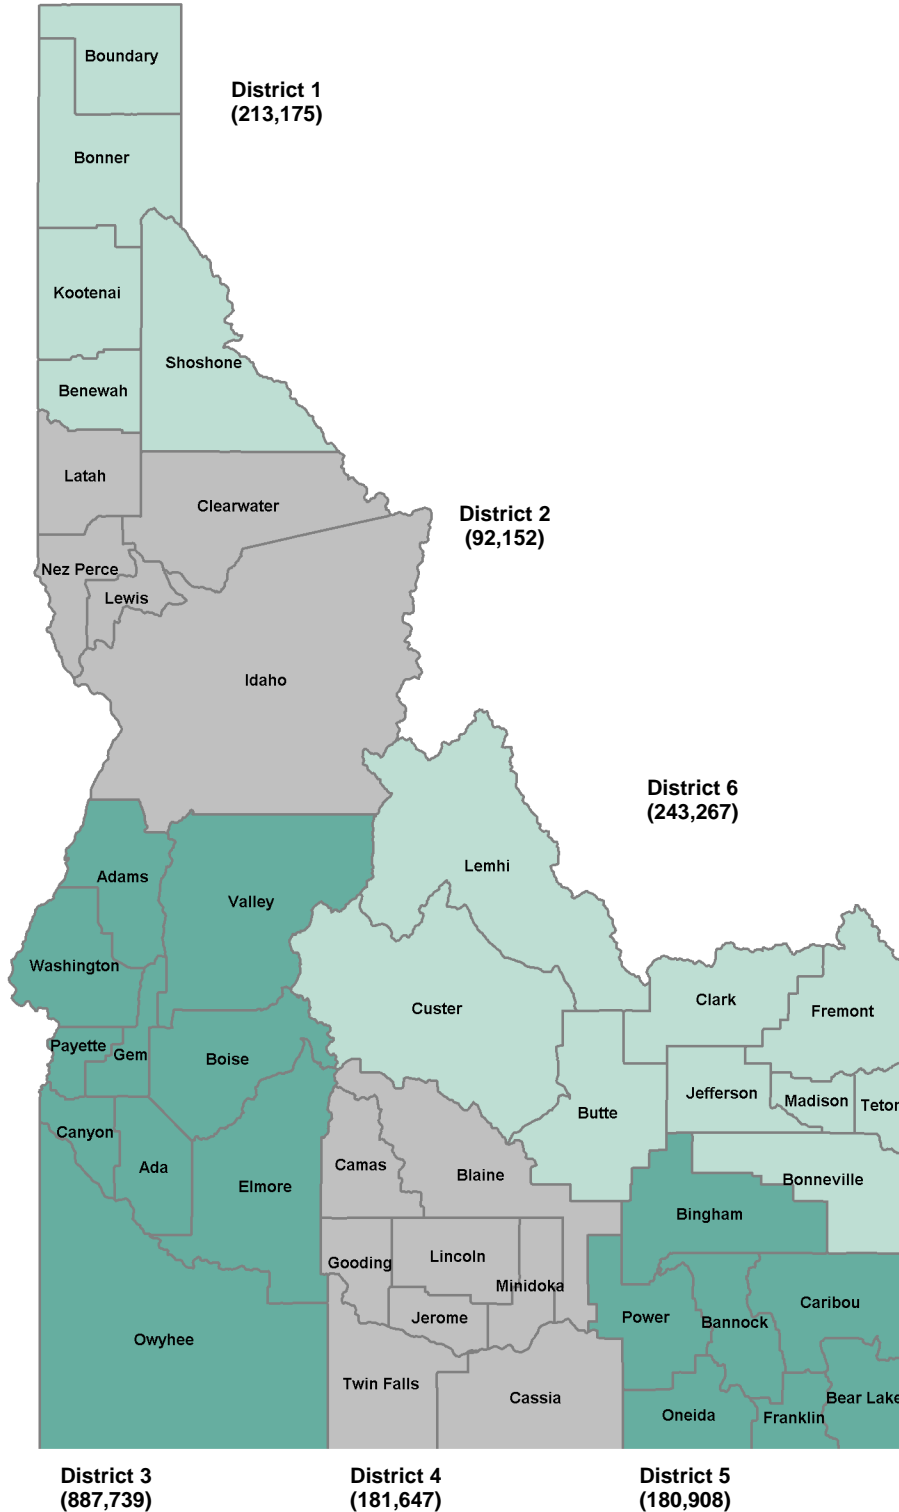 Boundary
District 1
(213,175)
Bonner
Kootenai
Shoshone
Benewah
Latah
Clearwater
District 2
(92,152)
Nez Perce
Lewis
Idaho
District 6
(243,267)
Lemhi
Adams
Valley
Washington
Custer
Clark
Fremont
Payette
Gem
Boise
Jefferson
Madison
Teton
Butte
Canyon
Ada
Camas
Blaine
Elmore
Bonneville
Bingham
Gooding
Lincoln
Minidoka
Caribou
Jerome
Power
Bannock
Owyhee
Twin Falls
Cassia
Bear Lake
Oneida
Franklin
District 3
(887,739)
District 4
(181,647)
District 5
(180,908)